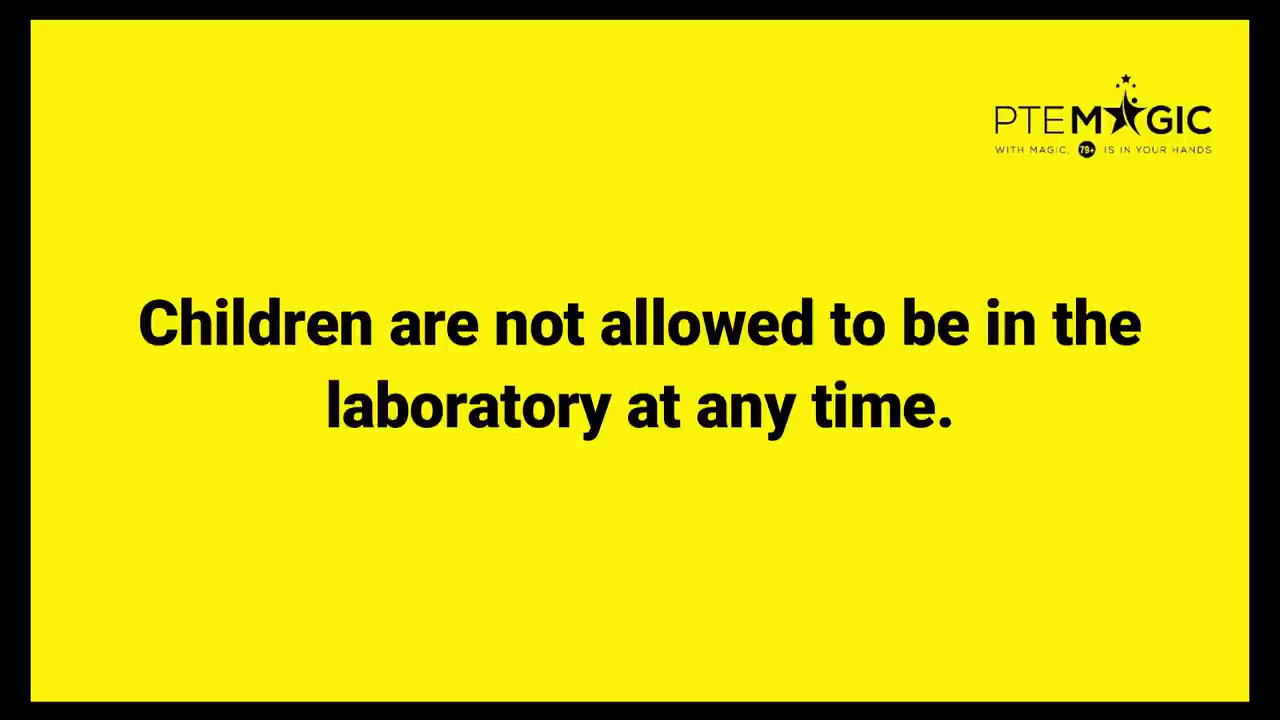 PTEMAGIC
WITH MAGIC, 79+ IS IN YOUR HANDS
Children are not allowed to be in the
laboratory at any time.